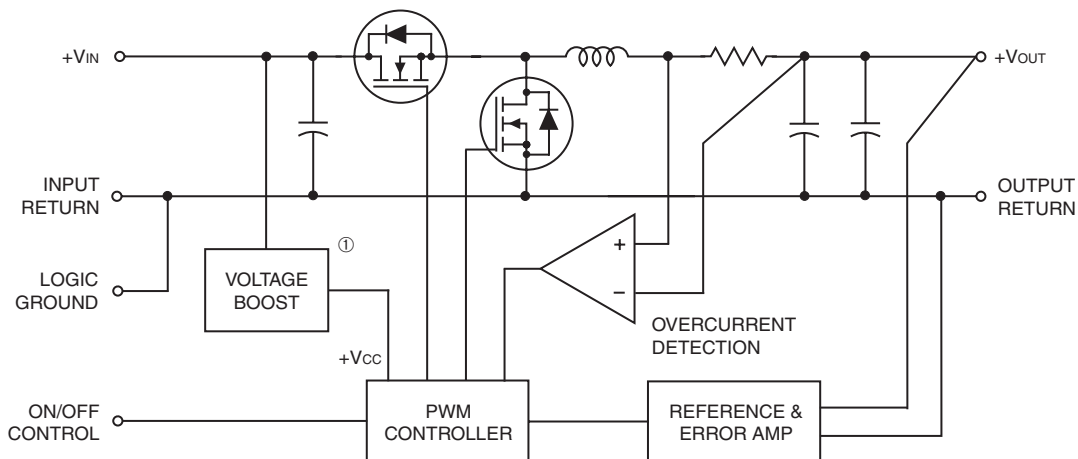 +VIN
+VOUT
INPUT
RETURN
OUTPUT
RETURN
LOGIC
GROUND
①
VOLTAGE
BOOST
+
−
OVERCURRENT
DETECTION
+VCC
ON/OFF
CONTROL
PWM
CONTROLLER
REFERENCE &
ERROR AMP